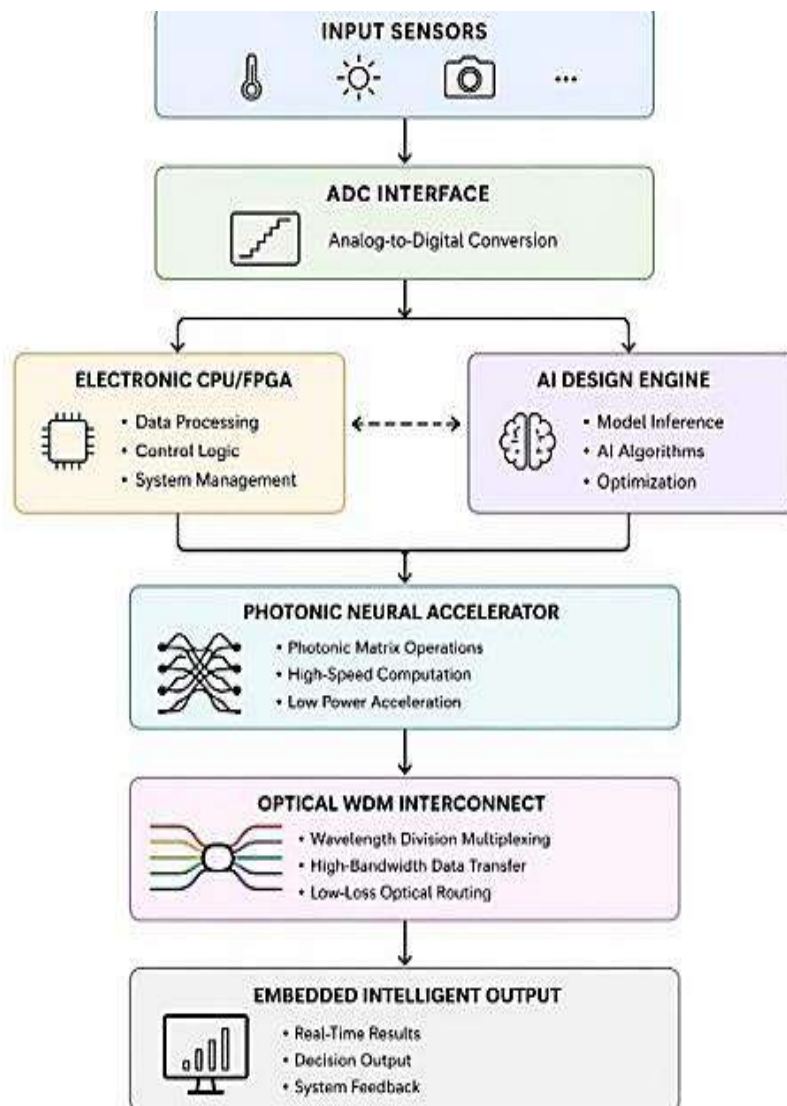 INPUT SENSORS
...
ADC INTERFACE
Analog-to-Digital Conversion
ELECTRONIC CPU/FPGA
• Data Processing
• Control Logic
• System Management
AI DESIGN ENGINE
• Model Inference
• AI Algorithms
• Optimization
PHOTONIC NEURAL ACCELERATOR
• Photonic Matrix Operations
• High-Speed Computation
• Low Power Acceleration
OPTICAL WDM INTERCONNECT
• Wavelength Division Multiplexing
• High-Bandwidth Data Transfer
• Low-Loss Optical Routing
EMBEDDED INTELLIGENT OUTPUT
• Real-Time Results
• Decision Output
• System Feedback